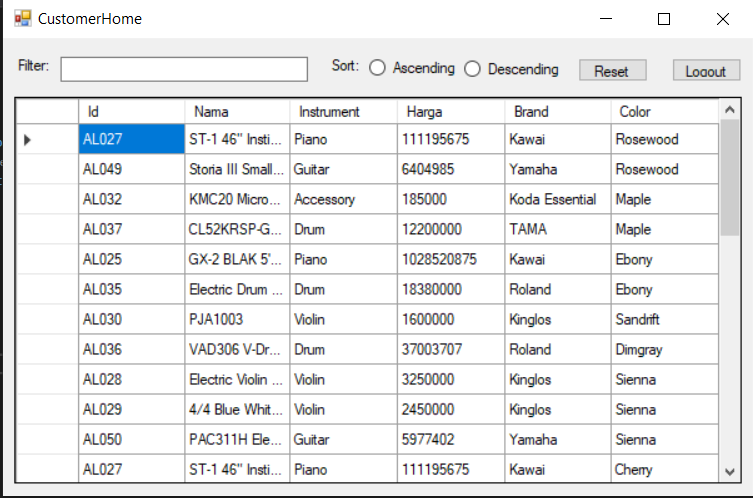 CustomerHome
Filter: Sort: Ascending Descending Reset Logout
Id Nama Instrument Harga Brand Color
AL027 ST-1 46" Insti... Piano 111195675 Kawai Rosewood
AL049 Storia III Small... Guitar 6404985 Yamaha Rosewood
AL032 KMC20 Micro... Accessory 185000 Koda Essential Maple
AL037 CL52KRSP-G... Drum 12200000 TAMA Maple
AL025 GX-2 BLAK 5'... Piano 1028520875 Kawai Ebony
AL035 Electric Drum ... Drum 18380000 Roland Ebony
AL030 PJA1003 Violin 1600000 Kinglos Sandrift
AL036 VAD306 V-Dr... Drum 37003707 Roland Dimgray
AL028 Electric Violin ... Violin 3250000 Kinglos Sienna
AL029 4/4 Blue Whit... Violin 2450000 Kinglos Sienna
AL050 PAC311H Ele... Guitar 5977402 Yamaha Sienna
AL027 ST-1 46" Insti... Piano 111195675 Kawai Cherry